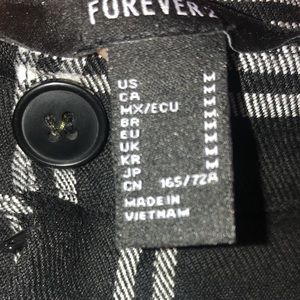 FOREVER 2
US M
CA M
MX/ECU M
BR M
EU M
UK M
KR M
JP M
CN 165/72A
MADE IN
VIETNAM